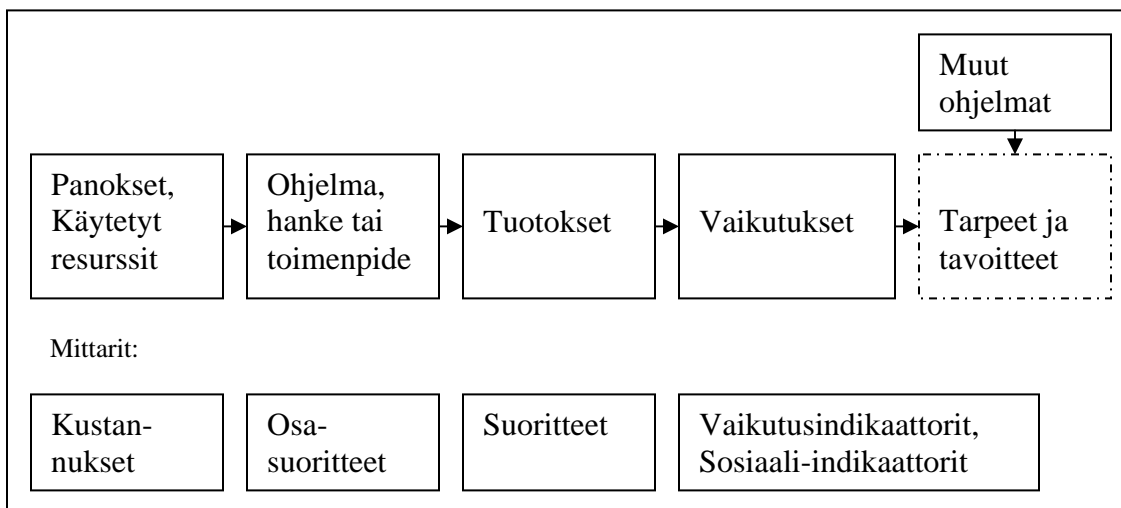 Muut
ohjelmat
Panokset,
Käytetyt
resurssit
Ohjelma,
hanke tai
toimenpide
Tuotokset
Vaikutukset
Tarpeet ja
tavoitteet
Mittarit:
Kustan-
nukset
Osa-
suoritteet
Suoritteet
Vaikutusindikaattorit,
Sosiaali-indikaattorit